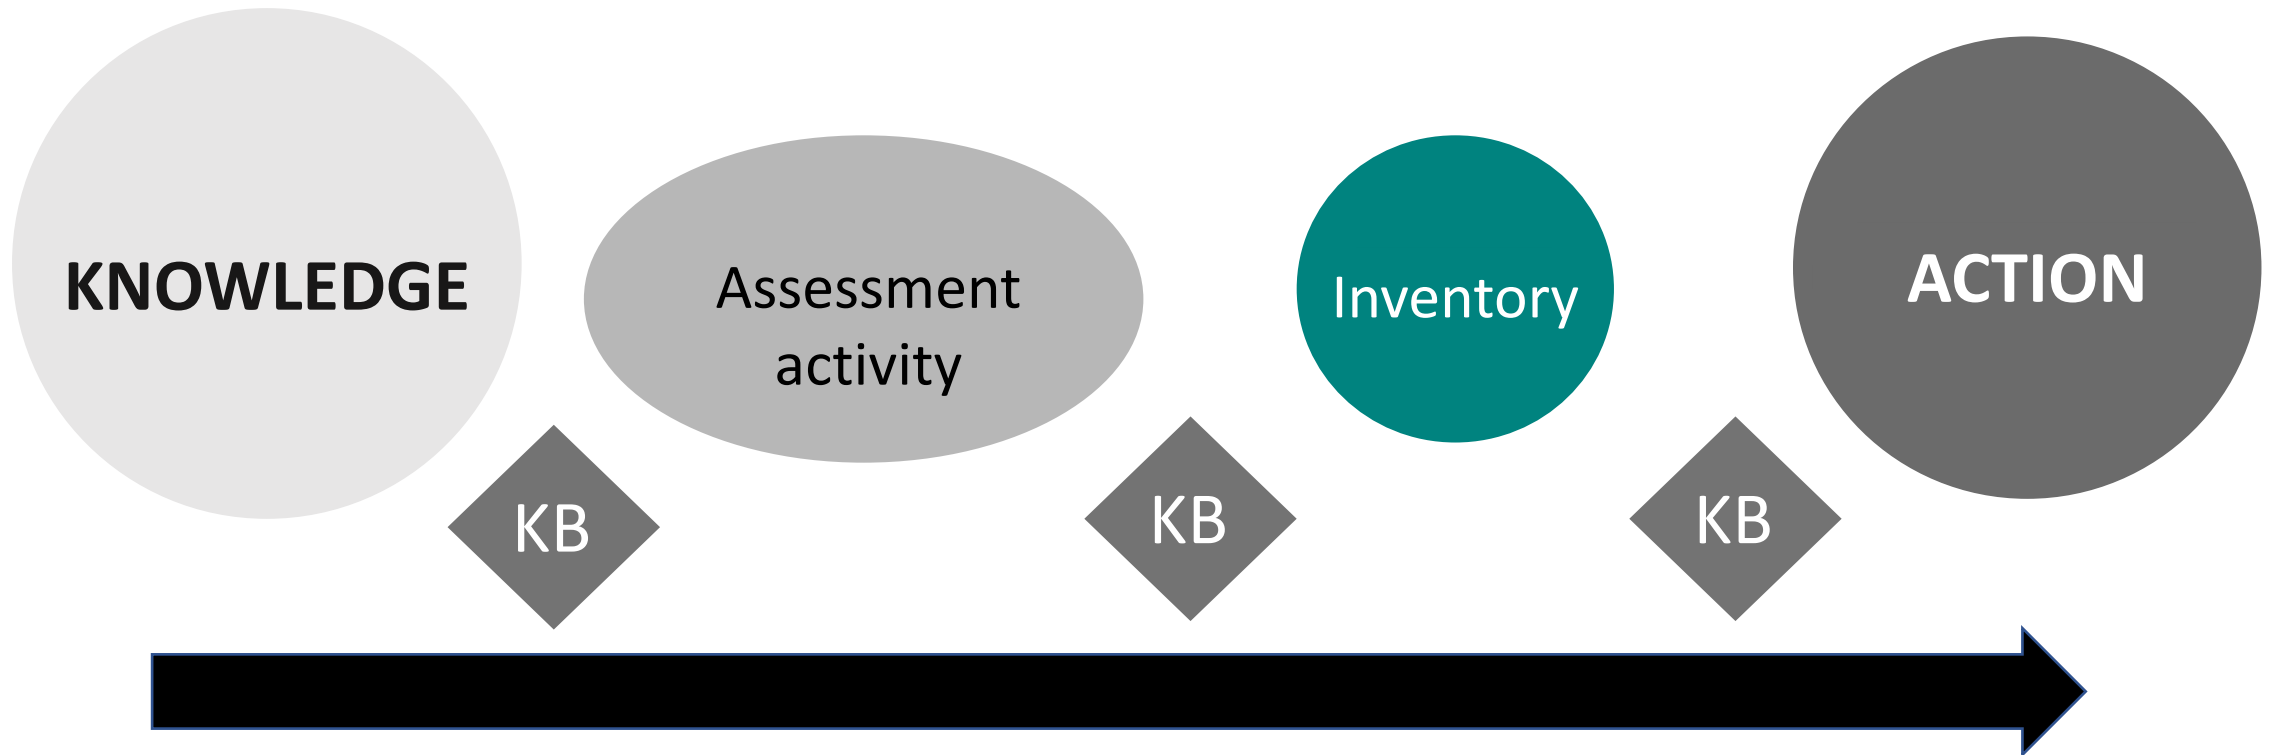 KNOWLEDGE
Assessment
activity
Inventory
ACTION
KB
KB
KB